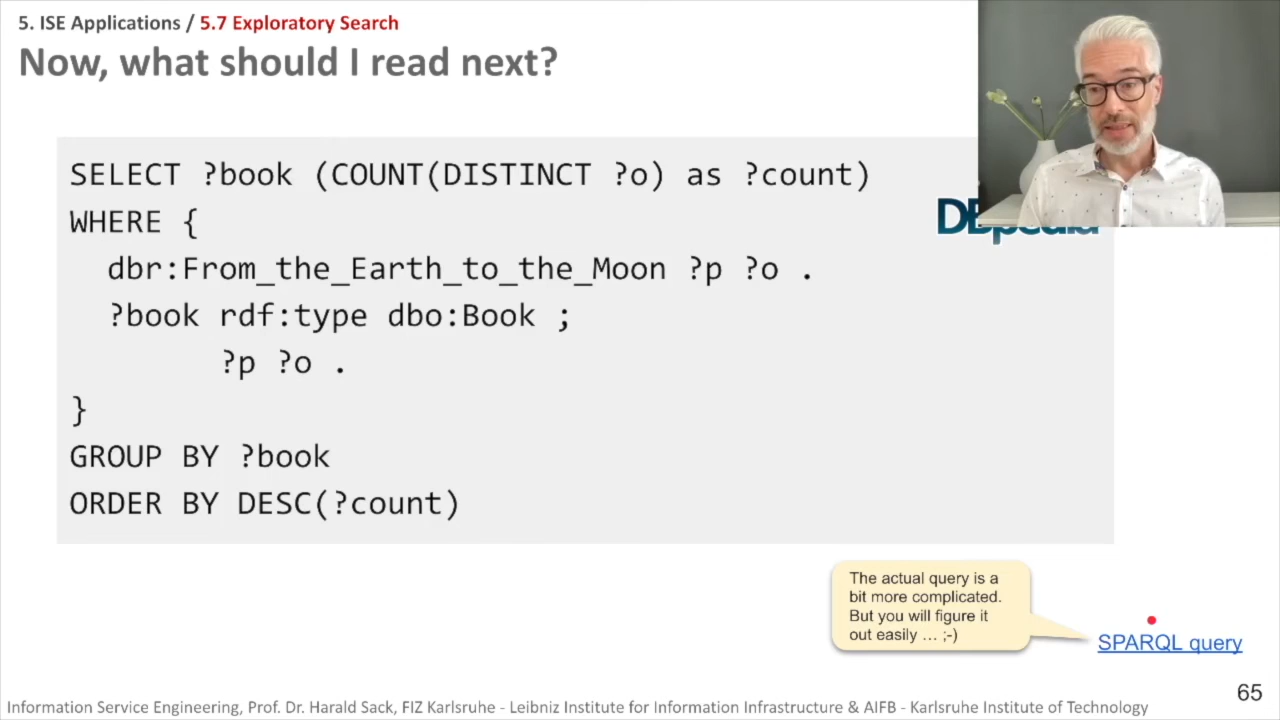 5. ISE Applications / 5.7 Exploratory Search
Now, what should I read next?
SELECT ?book (COUNT(DISTINCT ?o) as ?count)
WHERE {
dbr:From_the_Earth_to_the_Moon ?p ?o .
?book rdf:type dbo:Book ;
?p ?o .
}
GROUP BY ?book
ORDER BY DESC(?count)
DBpedia
The actual query is a
bit more complicated.
But you will figure it
out easily … ;-)
SPARQL query
65
Information Service Engineering, Prof. Dr. Harald Sack, FIZ Karlsruhe - Leibniz Institute for Information Infrastructure & AIFB - Karlsruhe Institute of Technology